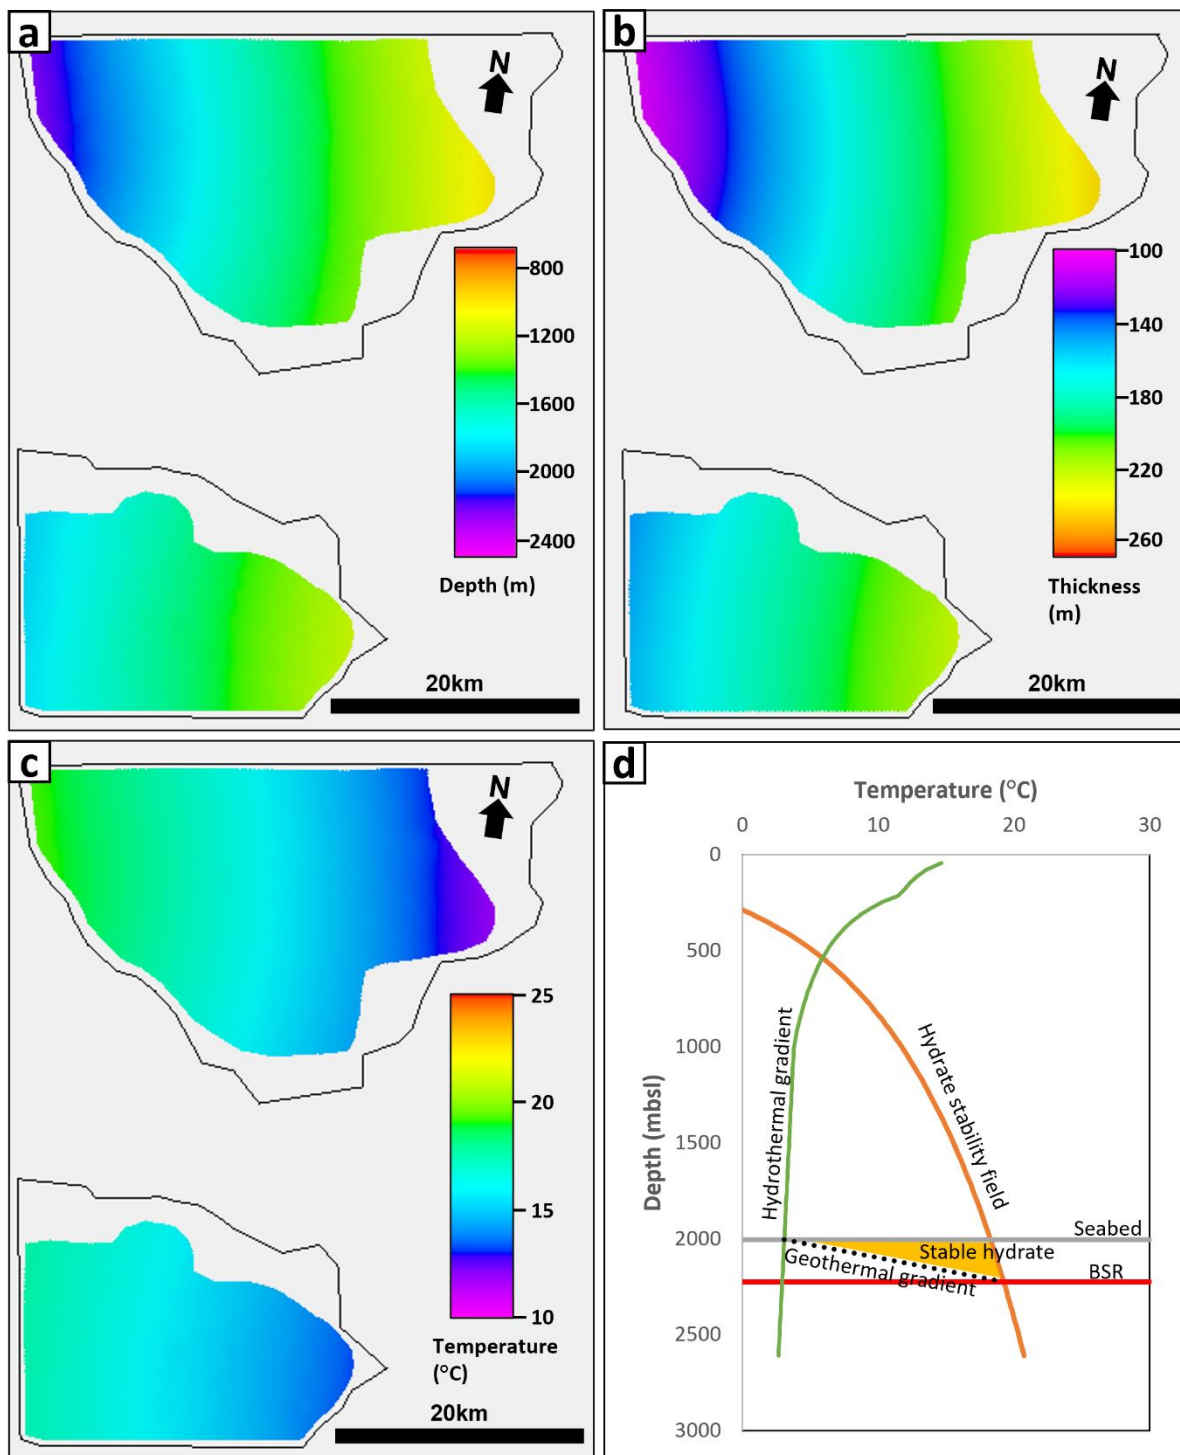 a
N
800
1200
1600
2000
2400
Depth (m)
20km
b
N
100
140
180
220
260
Thickness
(m)
20km
c
N
25
20
15
10
Temperature
(°C)
20km
d
Temperature (°C)
0 10 20 30
0
500
1000
1500
2000
2500
3000
Depth (mbsl)
Hydrothermal gradient
Hydrate stability field
Seabed
Stable hydrate
Geothermal gradient
BSR